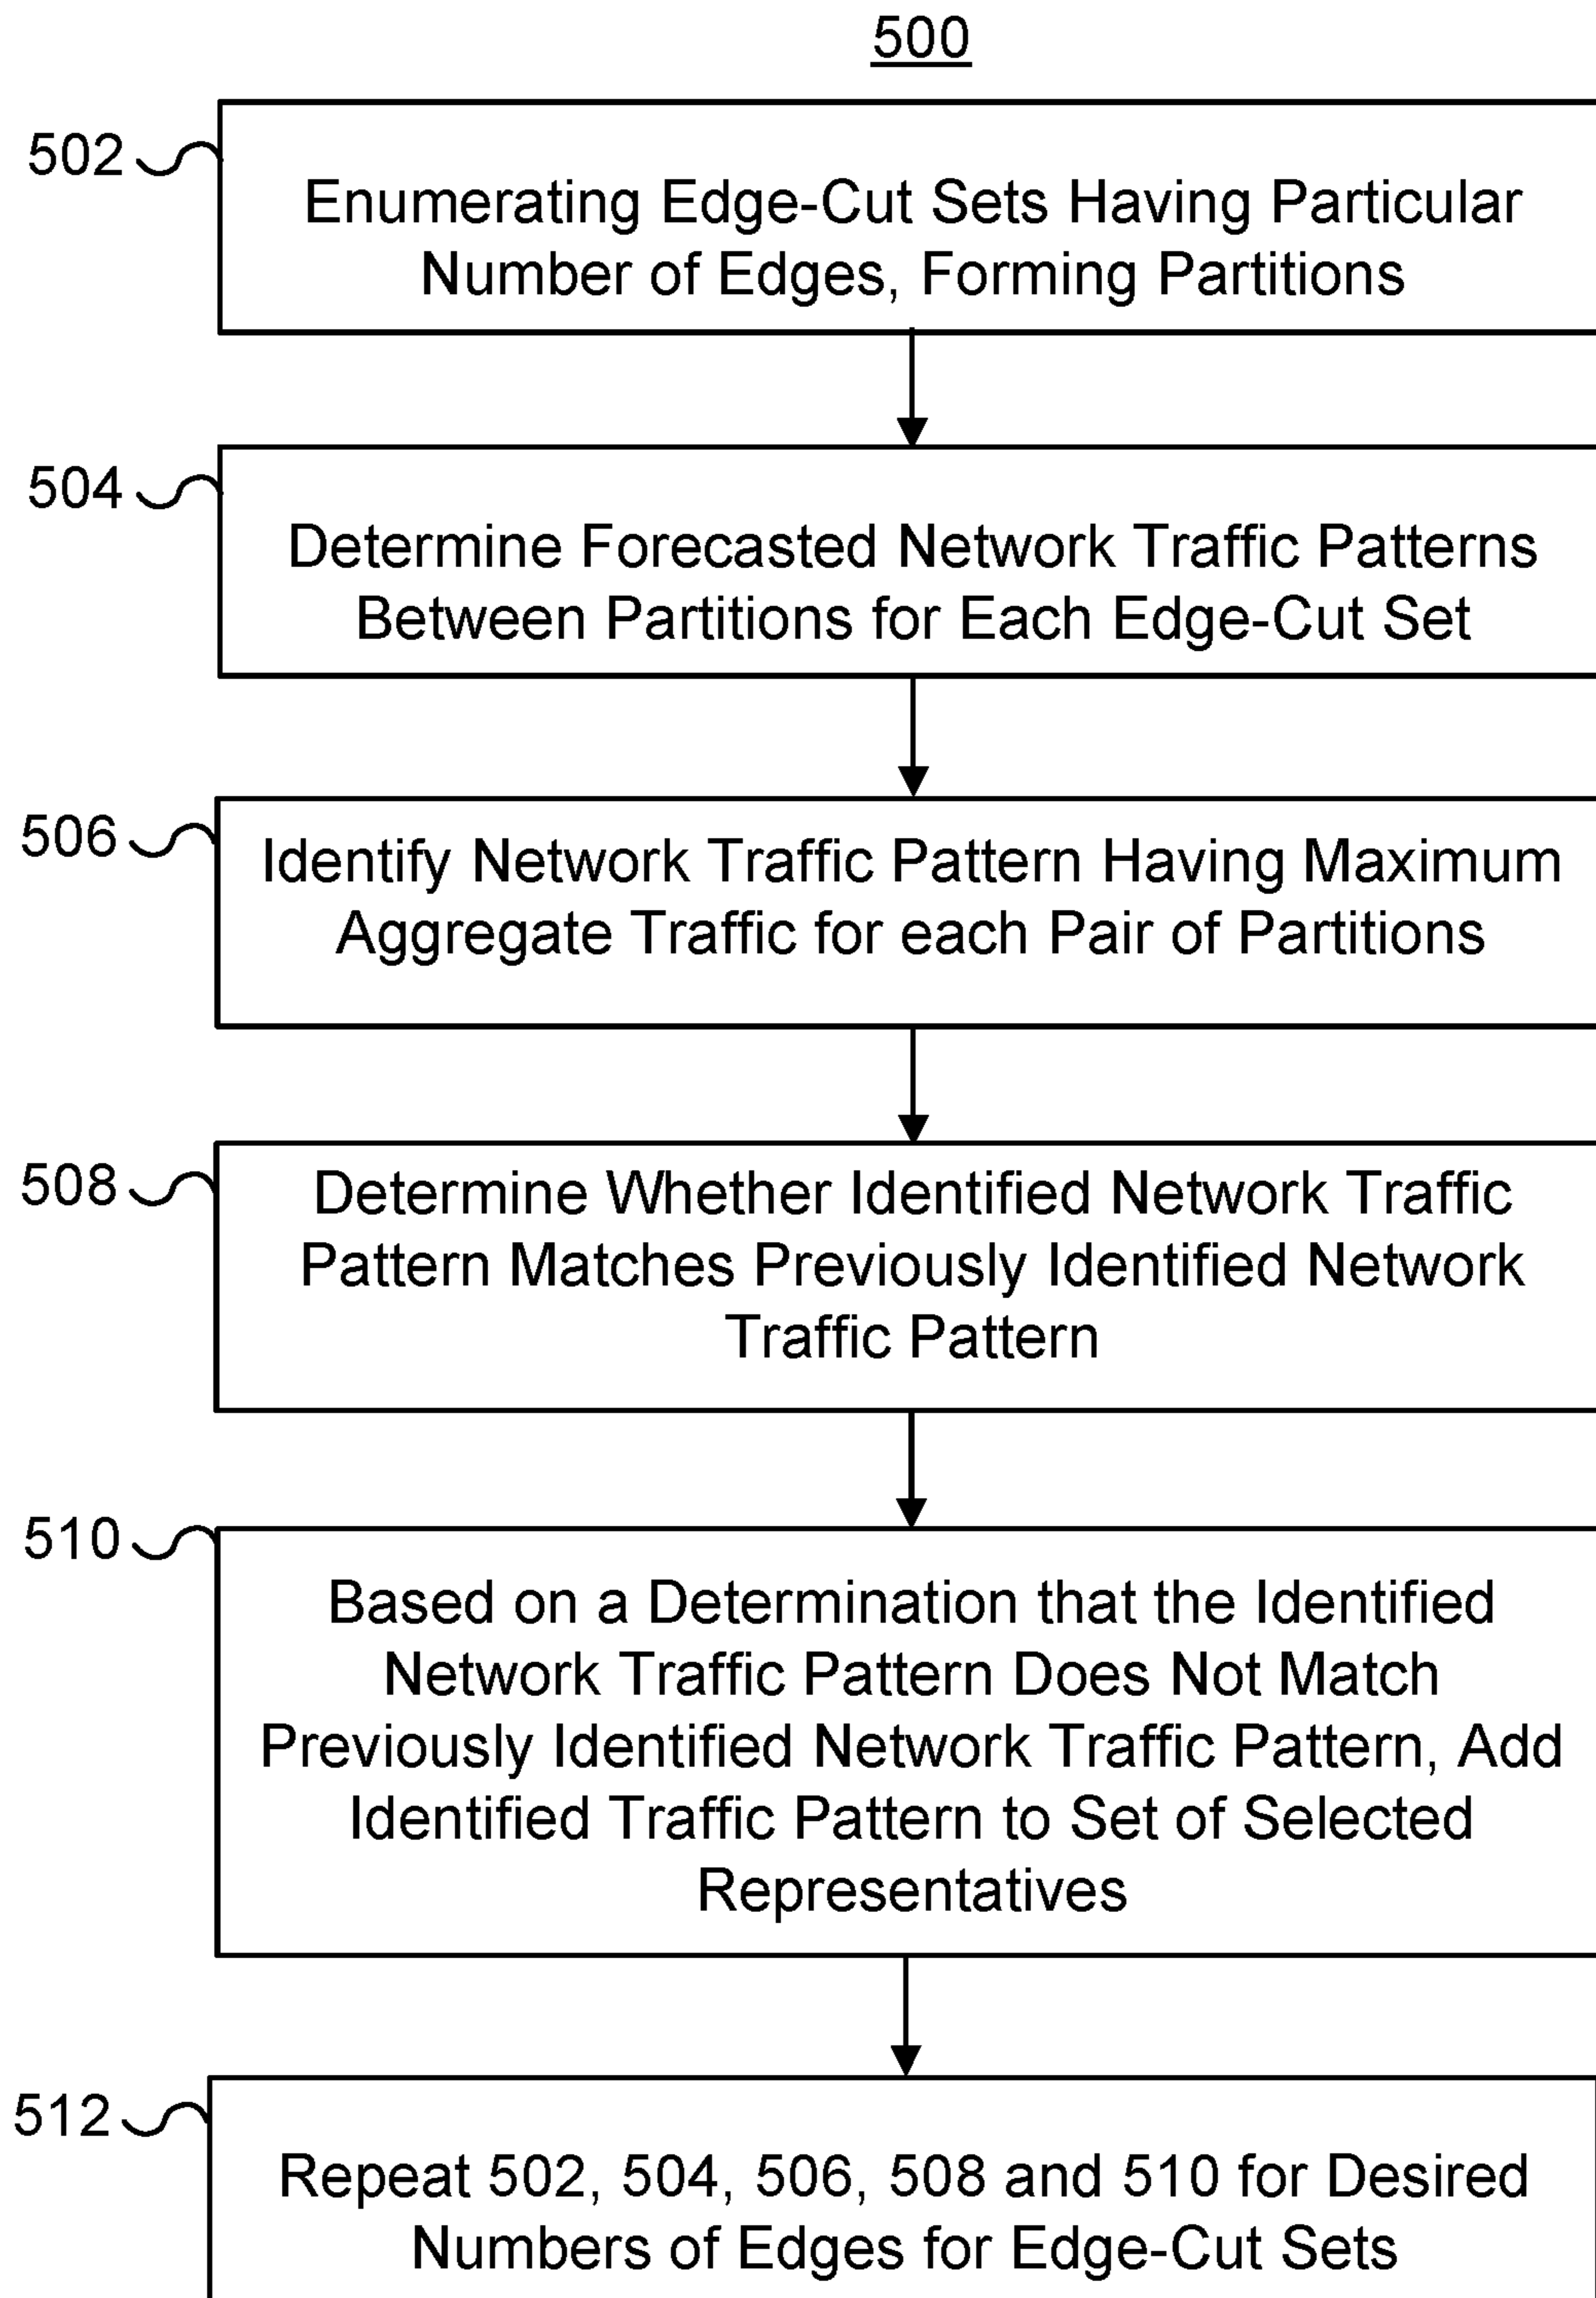 500
502
Enumerating Edge-Cut Sets Having Particular
Number of Edges, Forming Partitions
504
Determine Forecasted Network Traffic Patterns
Between Partitions for Each Edge-Cut Set
506
Identify Network Traffic Pattern Having Maximum
Aggregate Traffic for each Pair of Partitions
508
Determine Whether Identified Network Traffic
Pattern Matches Previously Identified Network
Traffic Pattern
510
Based on a Determination that the Identified
Network Traffic Pattern Does Not Match
Previously Identified Network Traffic Pattern, Add
Identified Traffic Pattern to Set of Selected
Representatives
512
Repeat 502, 504, 506, 508 and 510 for Desired
Numbers of Edges for Edge-Cut Sets